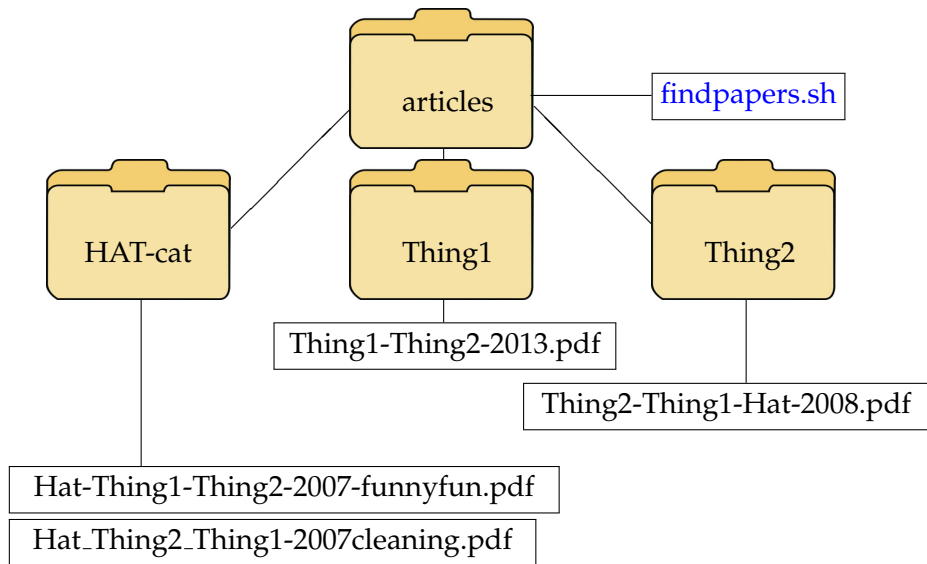 articles
findpapers.sh
HAT-cat
Thing1
Thing2
Thing1-Thing2-2013.pdf
Thing2-Thing1-Hat-2008.pdf
Hat-Thing1-Thing2-2007-funnyfun.pdf
Hat_Thing2_Thing1-2007cleaning.pdf